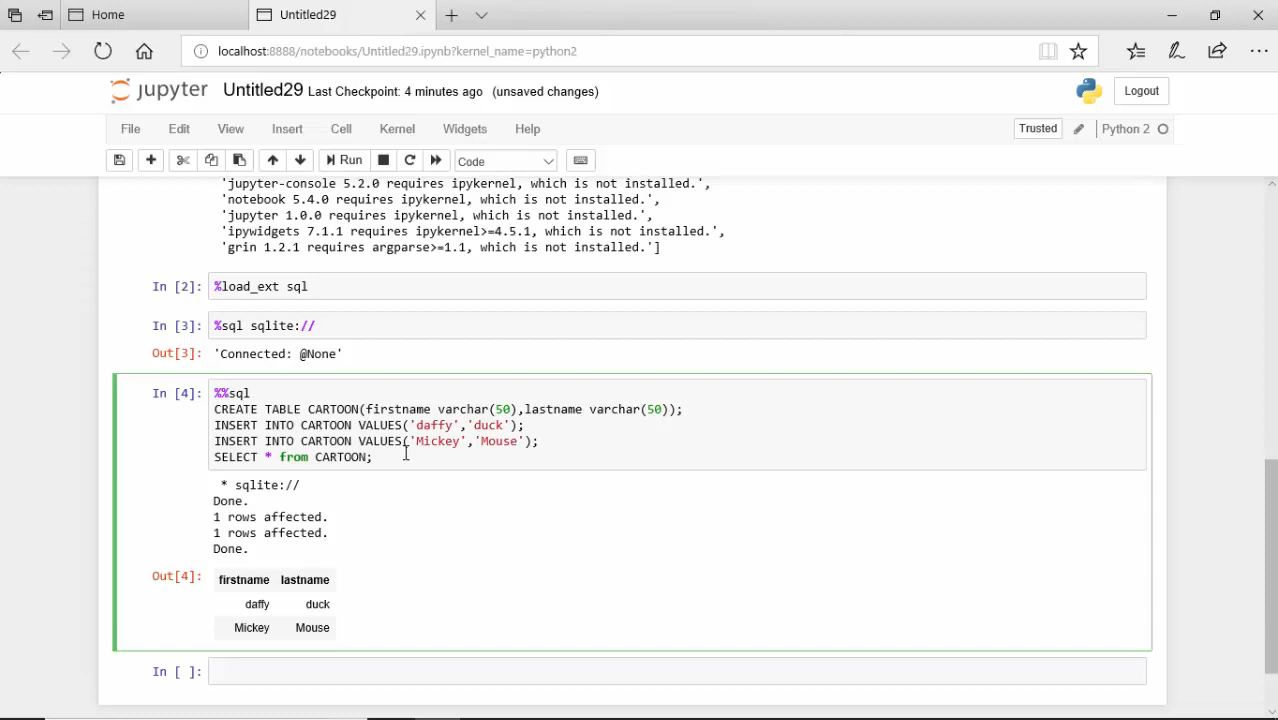 Home
Untitled29
localhost:8888/notebooks/Untitled29.ipynb?kernel_name=python2
jupyter Untitled29 Last Checkpoint: 4 minutes ago (unsaved changes)
Logout
File Edit View Insert Cell Kernel Widgets Help
Trusted
Python 2
Run
Code
'jupyter-console 5.2.0 requires ipykernel, which is not installed.',
'notebook 5.4.0 requires ipykernel, which is not installed.',
'jupyter 1.0.0 requires ipykernel, which is not installed.',
'ipywidgets 7.1.1 requires ipykernel>=4.5.1, which is not installed.',
'grin 1.2.1 requires argparse>=1.1, which is not installed.']
In [2]: %load_ext sql
In [3]: %sql sqlite://
Out[3]: 'Connected: @None'
In [4]: %%sql
CREATE TABLE CARTOON(firstname varchar(50),lastname varchar(50));
INSERT INTO CARTOON VALUES('daffy','duck');
INSERT INTO CARTOON VALUES('Mickey','Mouse');
SELECT * from CARTOON;
* sqlite://
Done.
1 rows affected.
1 rows affected.
Done.
Out[4]: firstname lastname
daffy duck
Mickey Mouse
In [ ]: